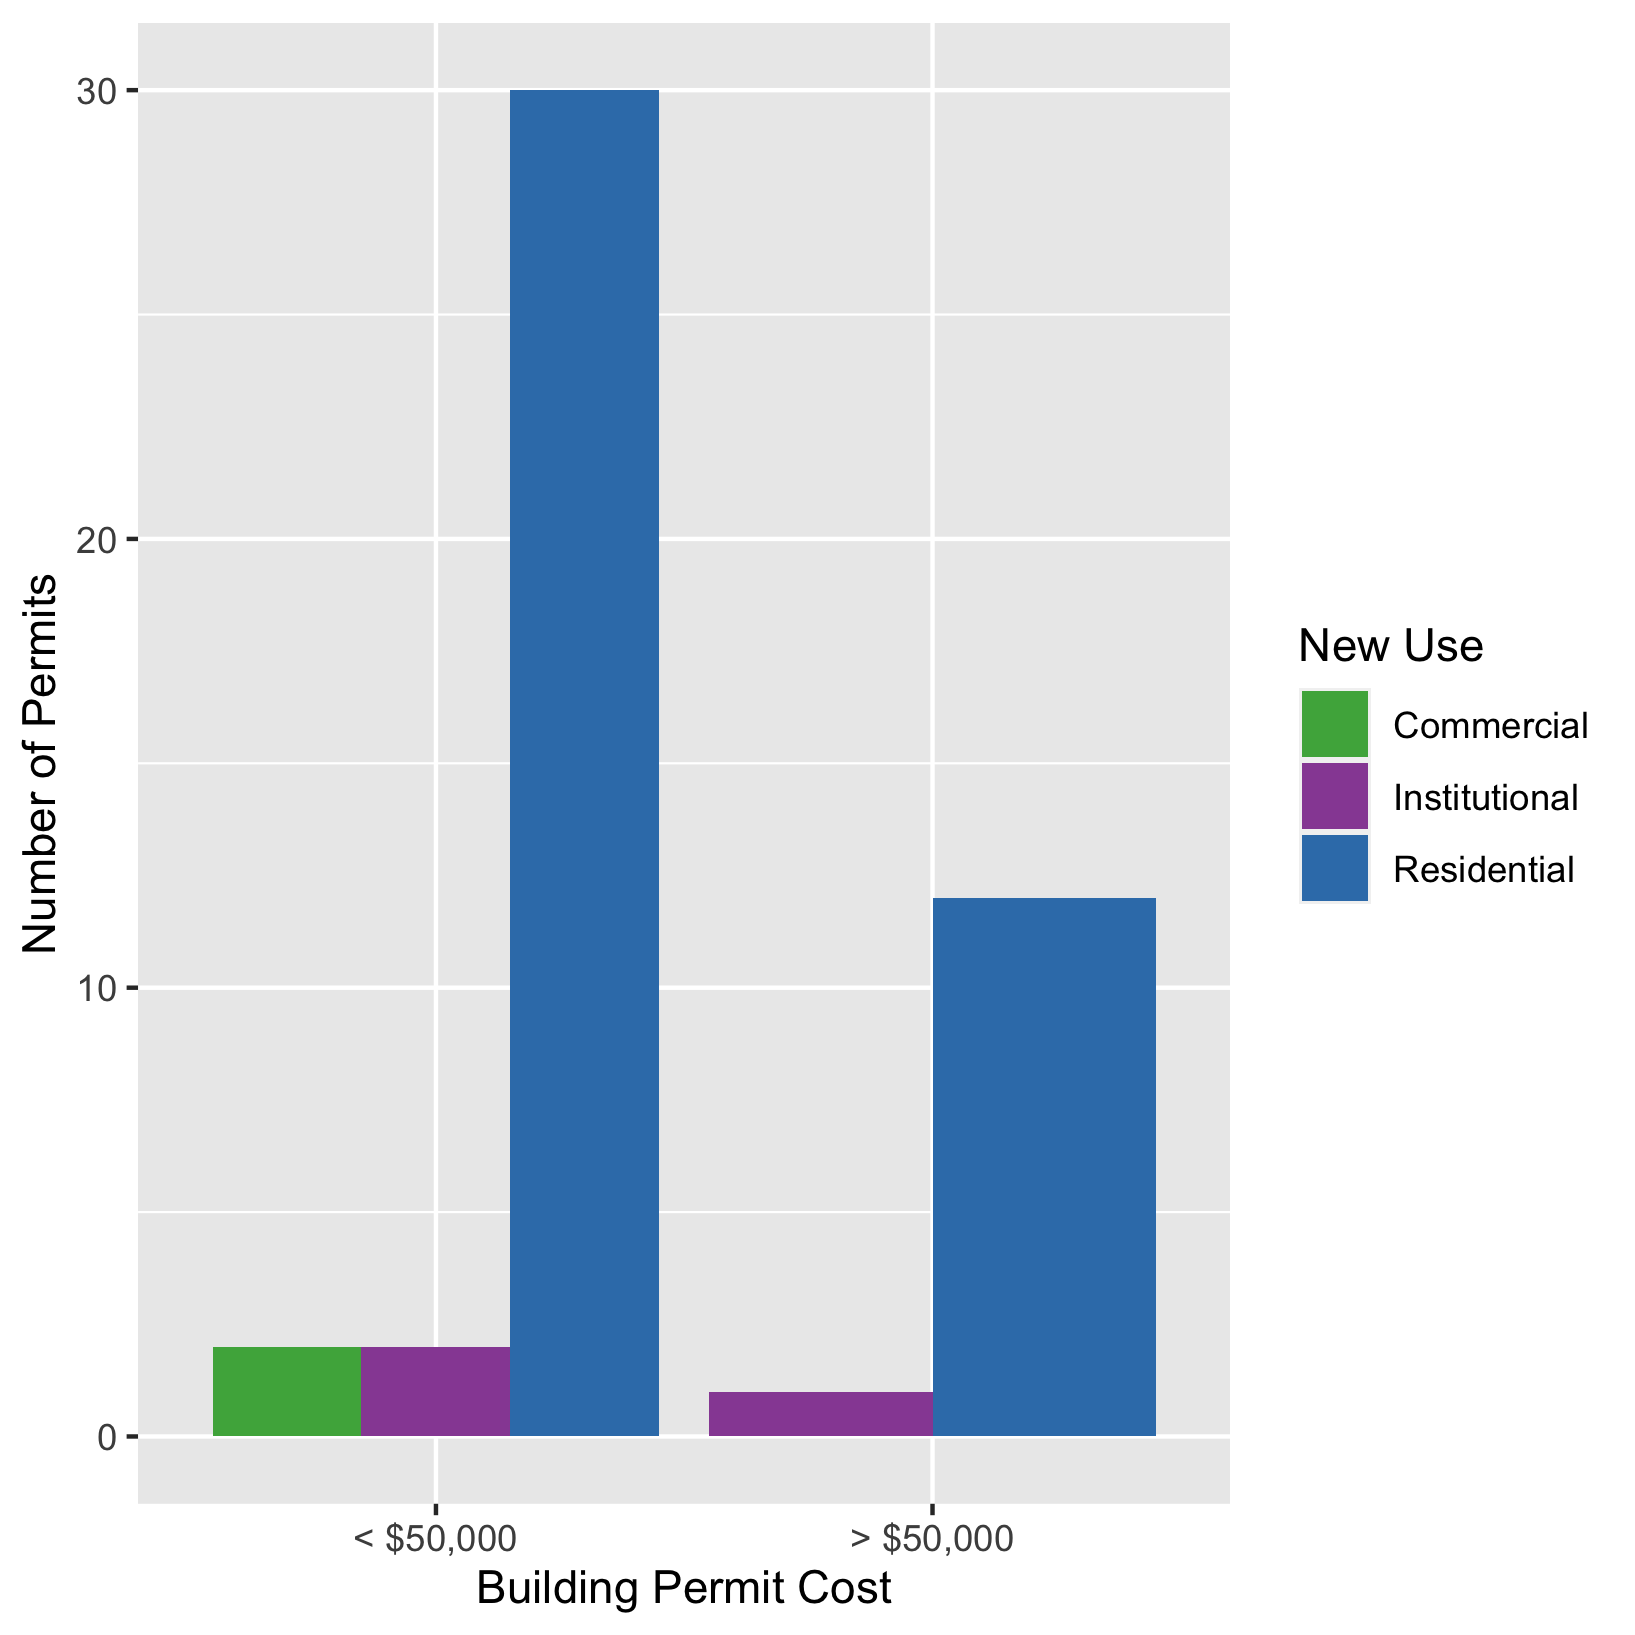 30
20
10
0
Number of Permits
< $50,000
> $50,000
Building Permit Cost
New Use
Commercial
Institutional
Residential